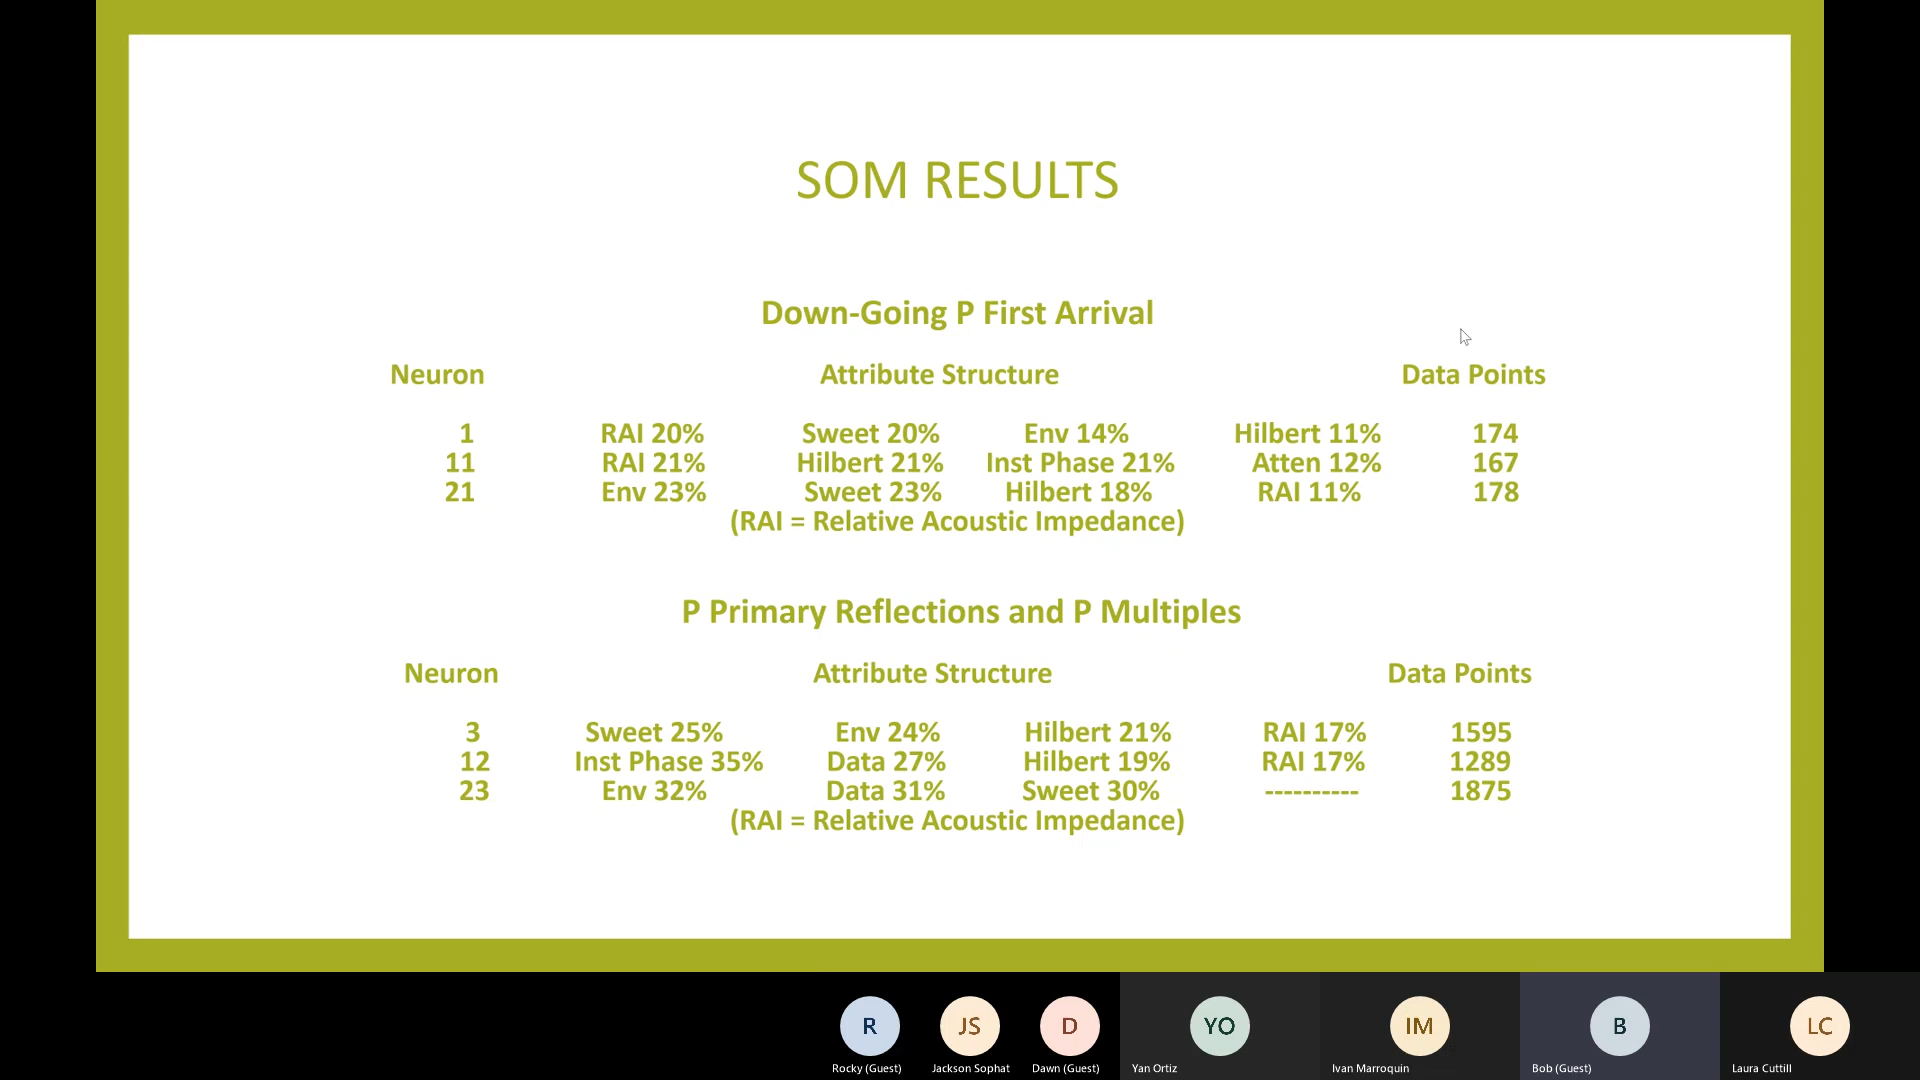 SOM RESULTS
Down-Going P First Arrival
Neuron Attribute Structure Data Points
1 RAI 20% Sweet 20% Env 14% Hilbert 11% 174
11 RAI 21% Hilbert 21% Inst Phase 21% Atten 12% 167
21 Env 23% Sweet 23% Hilbert 18% RAI 11% 178
(RAI = Relative Acoustic Impedance)
P Primary Reflections and P Multiples
Neuron Attribute Structure Data Points
3 Sweet 25% Env 24% Hilbert 21% RAI 17% 1595
12 Inst Phase 35% Data 27% Hilbert 19% RAI 17% 1289
23 Env 32% Data 31% Sweet 30% ---------- 1875
(RAI = Relative Acoustic Impedance)
R JS D YO IM B LC
Rocky (Guest) Jackson Sophat Dawn (Guest) Yan Ortiz Ivan Marroquin Bob (Guest) Laura Cuttill